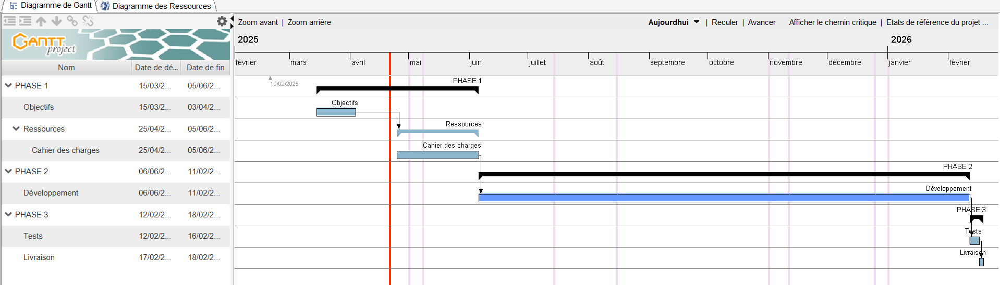 Diagramme de Gantt
Diagramme des Ressources
Zoom avant | Zoom arrière
Aujourdhui | Reculer | Avancer
Afficher le chemin critique | Etats de référence du projet ...
GANTT
project
2025
2026
février
mars
avril
mai
juin
juillet
août
septembre
octobre
novembre
décembre
janvier
février
Nom Date de dé... Date de fin
PHASE 1 15/03/2... 05/06/2...
Objectifs 15/03/2... 03/04/2...
Ressources 25/04/2... 05/06/2...
Cahier des charges 25/04/2... 05/06/2...
PHASE 2 06/06/2... 11/02/2...
Développement 06/06/2... 11/02/2...
PHASE 3 12/02/2... 18/02/2...
Tests 12/02/2... 16/02/2...
Livraison 17/02/2... 18/02/2...
19/02/2025
PHASE 1
Objectifs
Ressources
Cahier des charges
PHASE 2
Développement
PHASE 3
Tests
Livraison